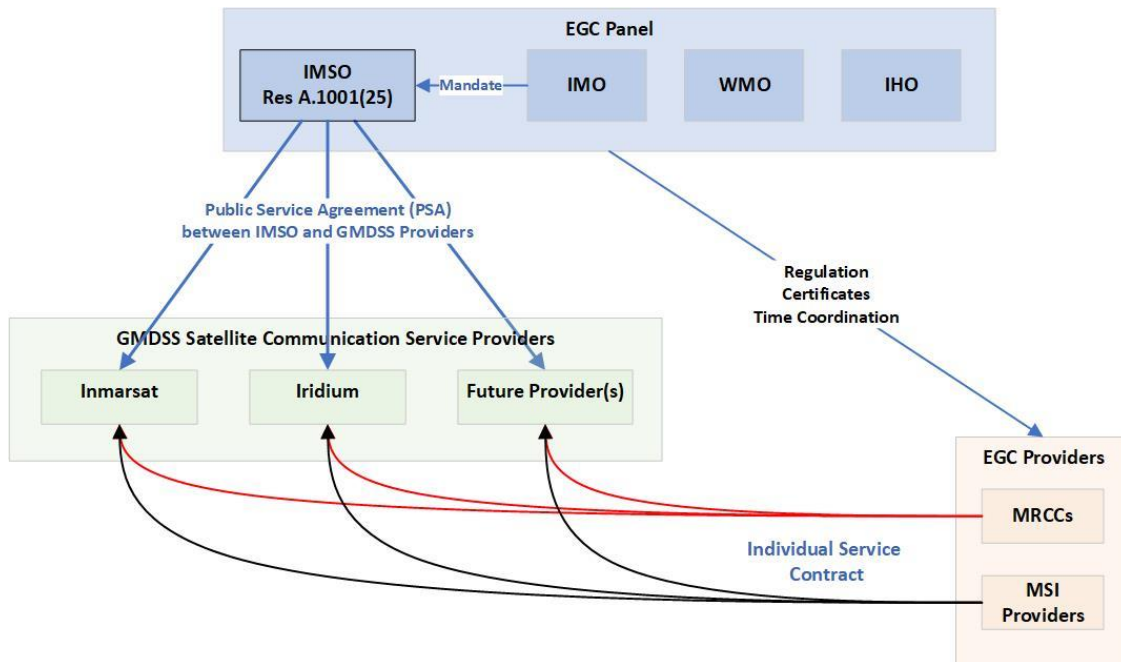 EGC Panel
IMSO
Res A.1001(25)
Mandate
IMO
WMO
IHO
Public Service Agreement (PSA)
between IMSO and GMDSS Providers
Regulation
Certificates
Time Coordination
GMDSS Satellite Communication Service Providers
Inmarsat
Iridium
Future Provider(s)
EGC Providers
MRCCs
Individual Service
Contract
MSI
Providers